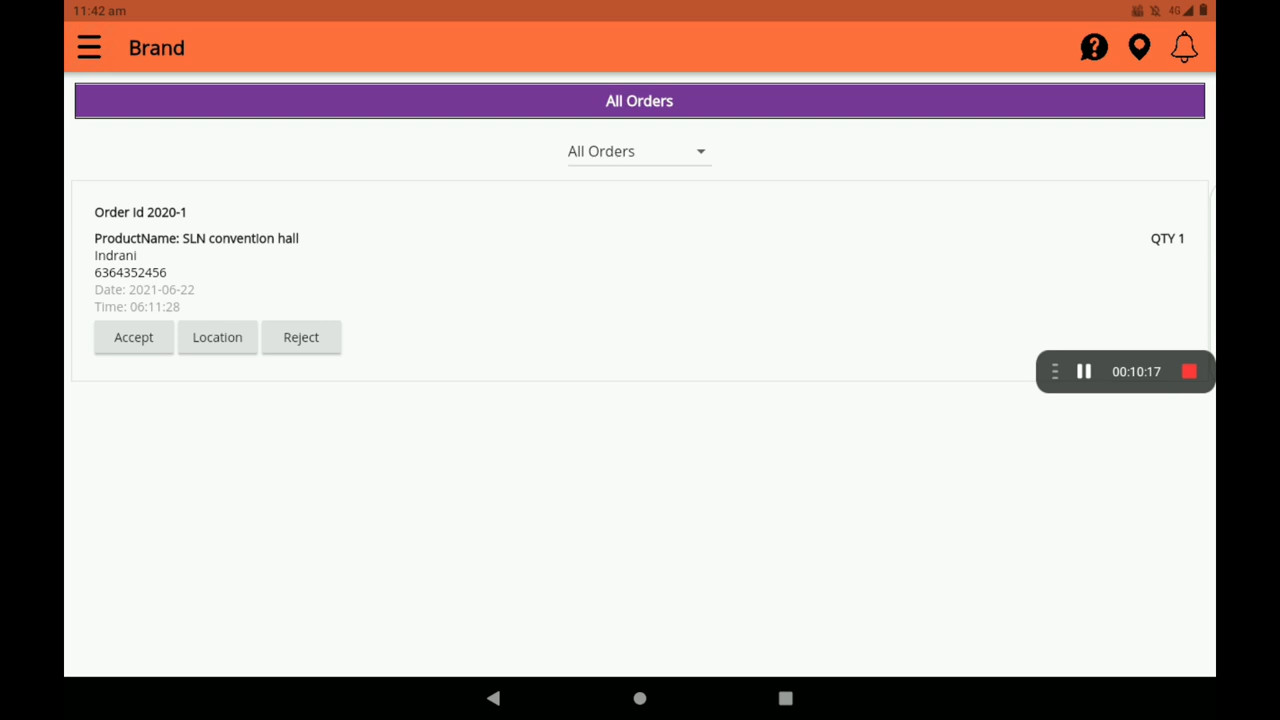 11:42 am
4G
Brand
All Orders
All Orders
Order Id 2020-1
ProductName: SLN convention hall
QTY 1
Indrani
6364352456
Date: 2021-06-22
Time: 06:11:28
Accept Location Reject
00:10:17